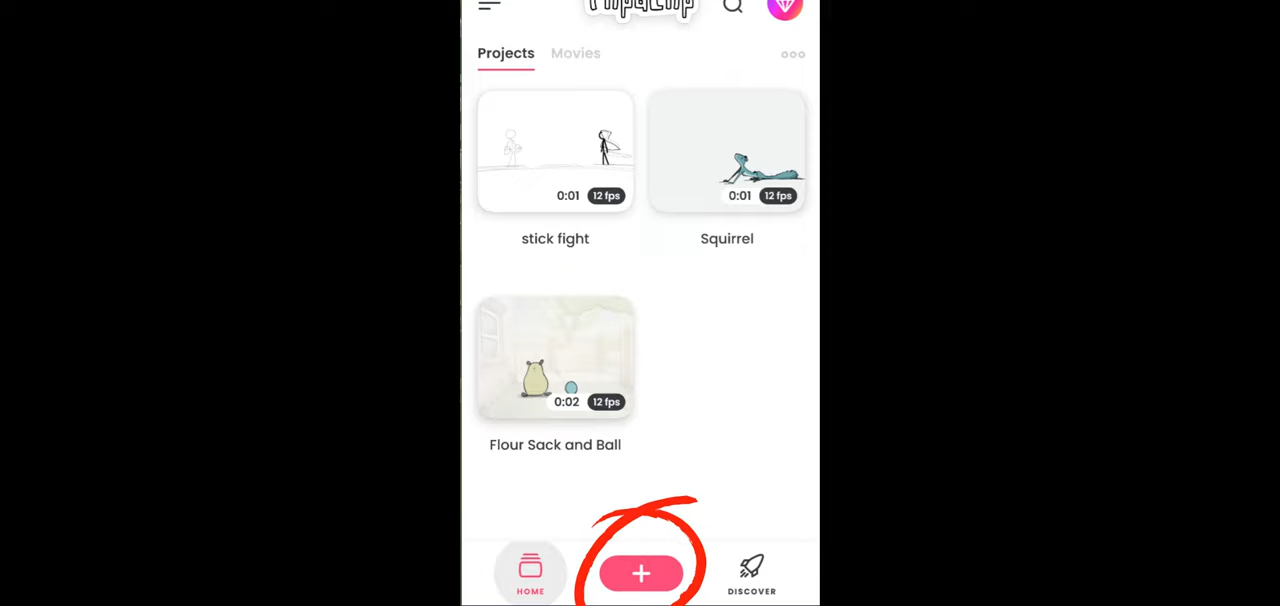 FlipaClip
Projects Movies
0:01 12 fps
0:01 12 fps
stick fight
Squirrel
0:02 12 fps
Flour Sack and Ball
HOME
DISCOVER